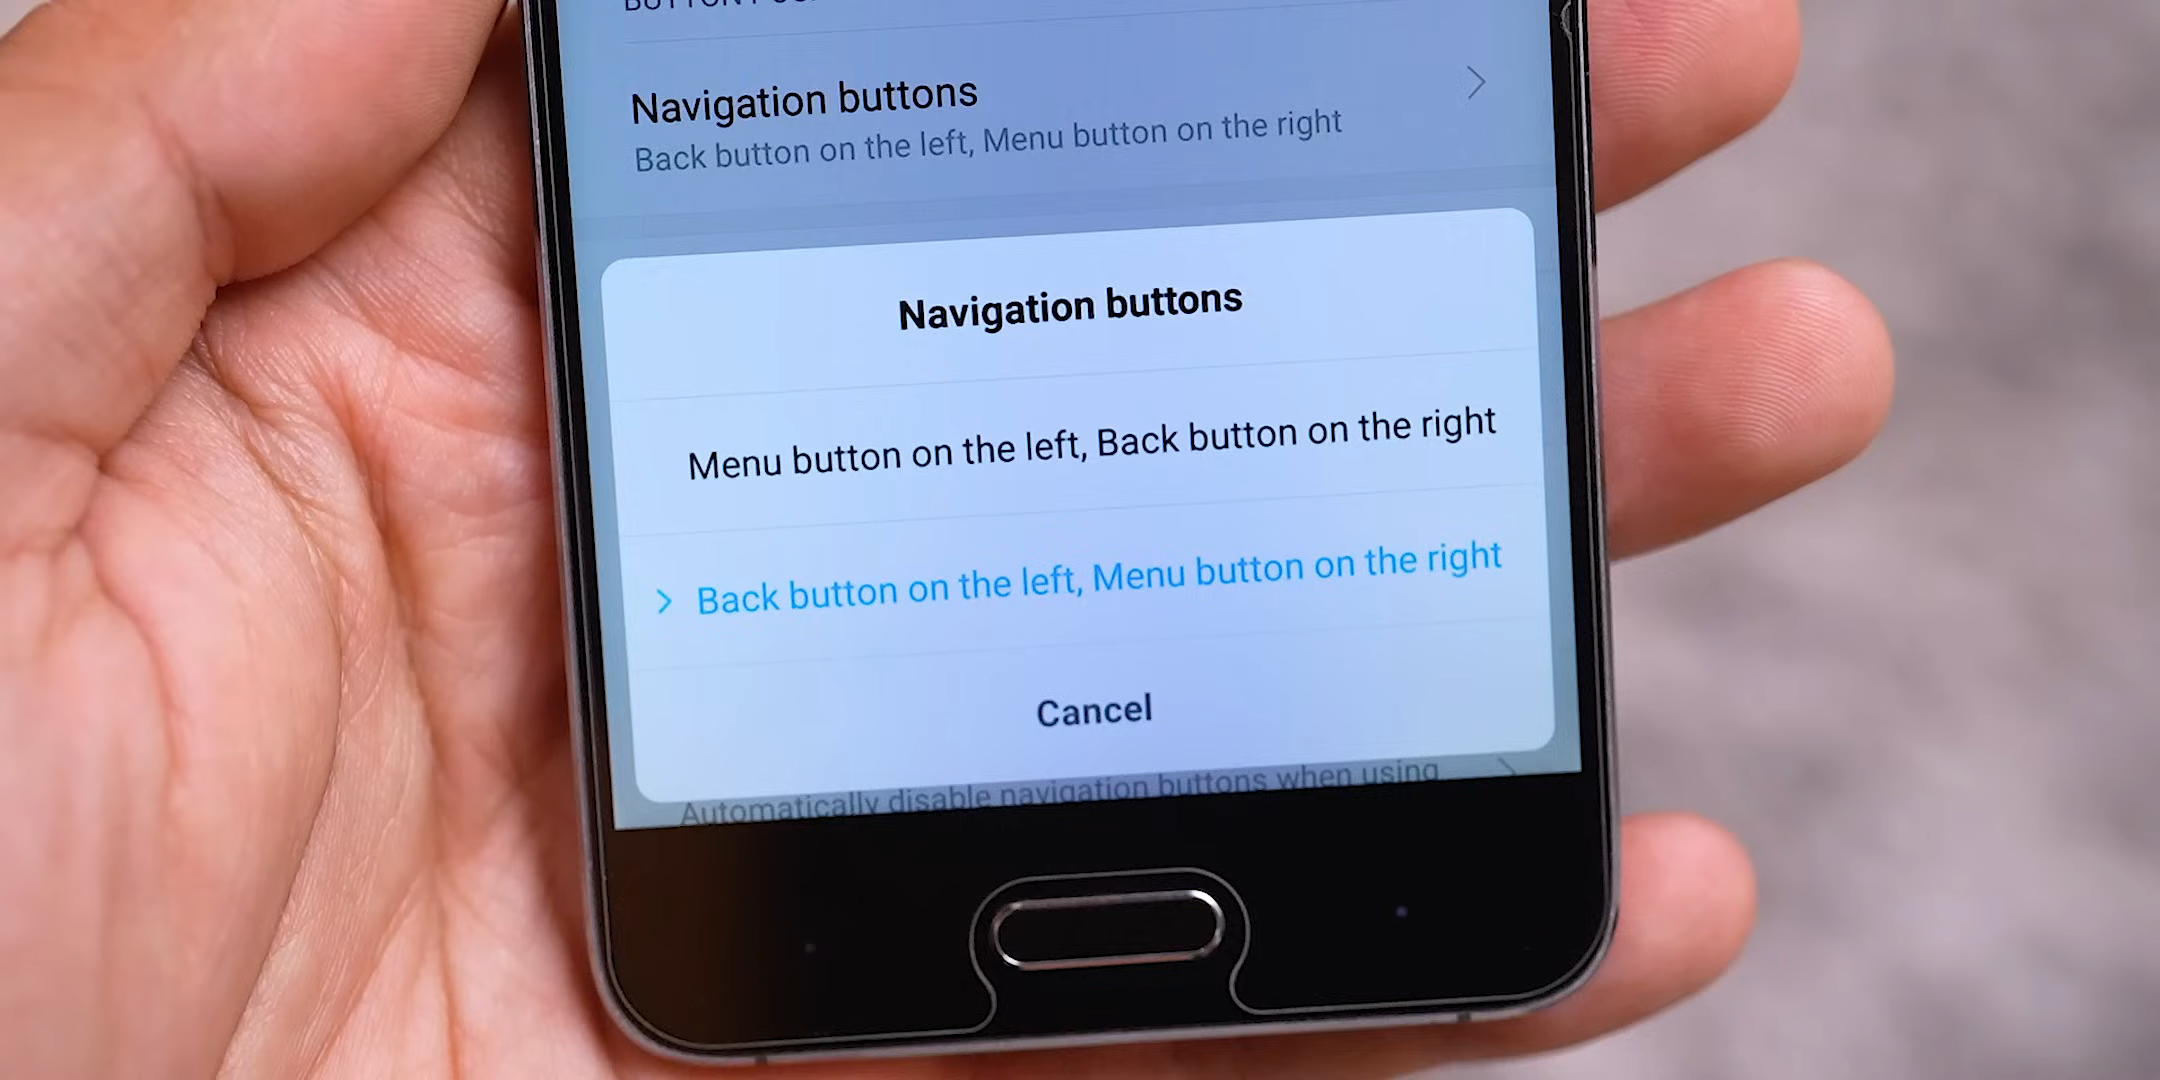 Navigation buttons
Back button on the left, Menu button on the right
Navigation buttons
Menu button on the left, Back button on the right
Back button on the left, Menu button on the right
Cancel
Automatically disable navigation buttons when using